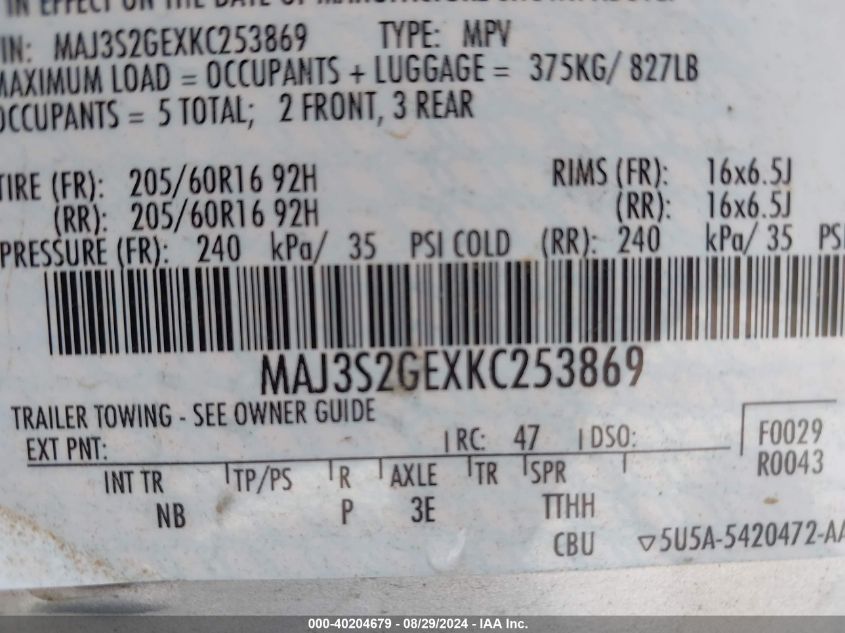 IN EFFECT ON THE DATE OF MANUFACTURE SHOWN ABOVE.
IN: MAJ3S2GEXKC253869 TYPE: MPV
MAXIMUM LOAD = OCCUPANTS + LUGGAGE = 375KG/ 827LB
OCCUPANTS = 5 TOTAL; 2 FRONT, 3 REAR
TIRE (FR): 205/60R16 92H RIMS (FR): 16x6.5J
(RR): 205/60R16 92H (RR): 16x6.5J
PRESSURE (FR): 240 kPa/ 35 PSI COLD (RR): 240 kPa/ 35 PSI
MAJ3S2GEXKC253869
TRAILER TOWING - SEE OWNER GUIDE
EXT PNT: RC: 47 DSO: F0029
INT TR TP/PS R AXLE TR SPR R0043
NB P 3E TTHH
CBU ▽5U5A-5420472-AA
000-40204679 - 08/29/2024 - IAA Inc.